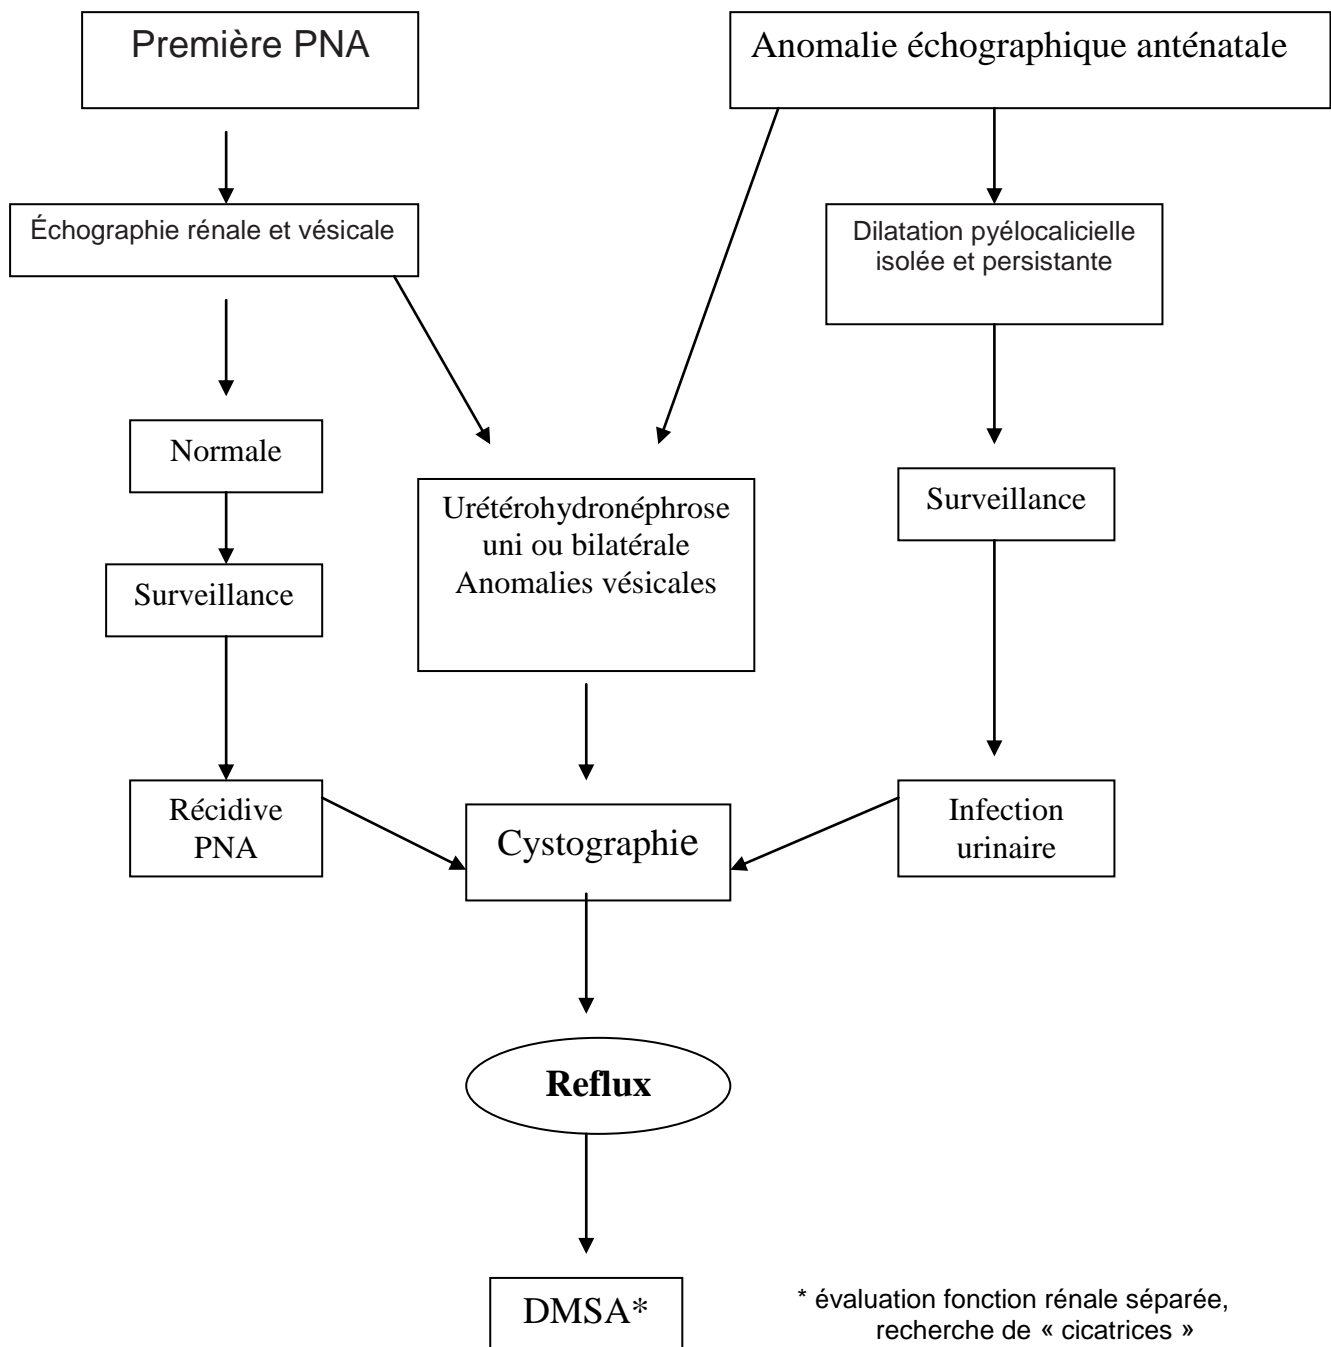 Première PNA
Anomalie échographique anténatale
Échographie rénale et vésicale
Dilatation pyélocalicielle
isolée et persistante
Normale
Urétérohydronéphrose
uni ou bilatérale
Anomalies vésicales
Surveillance
Surveillance
Récidive
PNA
Cystographie
Infection
urinaire
Reflux
DMSA*
* évaluation fonction rénale séparée,
recherche de « cicatrices »